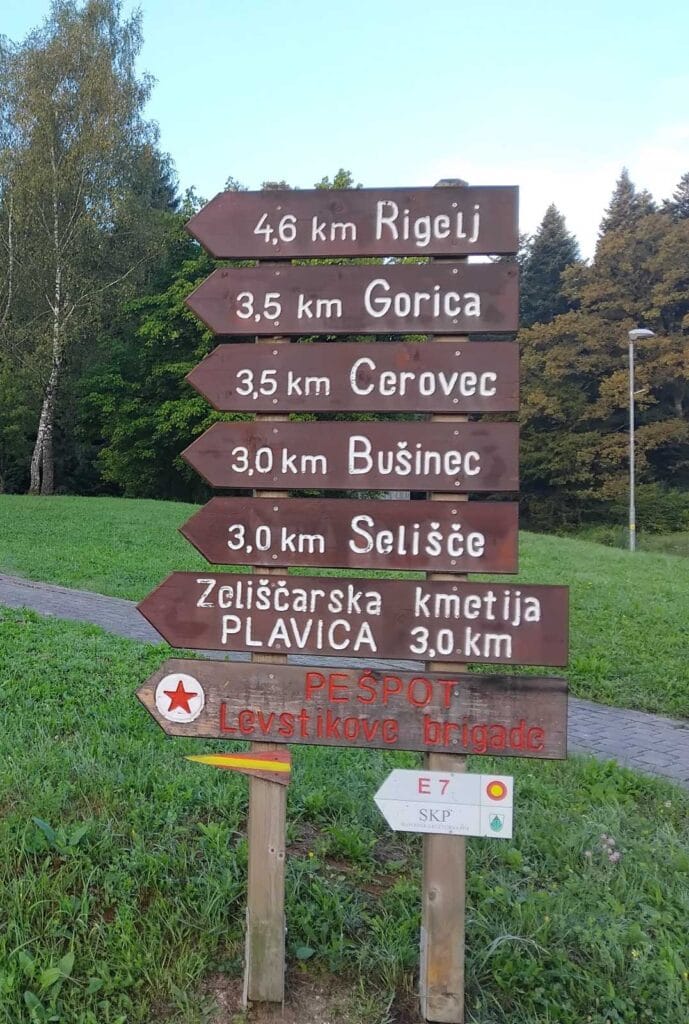 4,6 km Rigelj
3,5 km Gorica
3,5 km Cerovec
3,0 km Bušinec
3,0 km Selišče
Zeliščarska kmetija
PLAVICA 3,0 km
PEŠPOT
Levstikove brigade
E 7
SKP